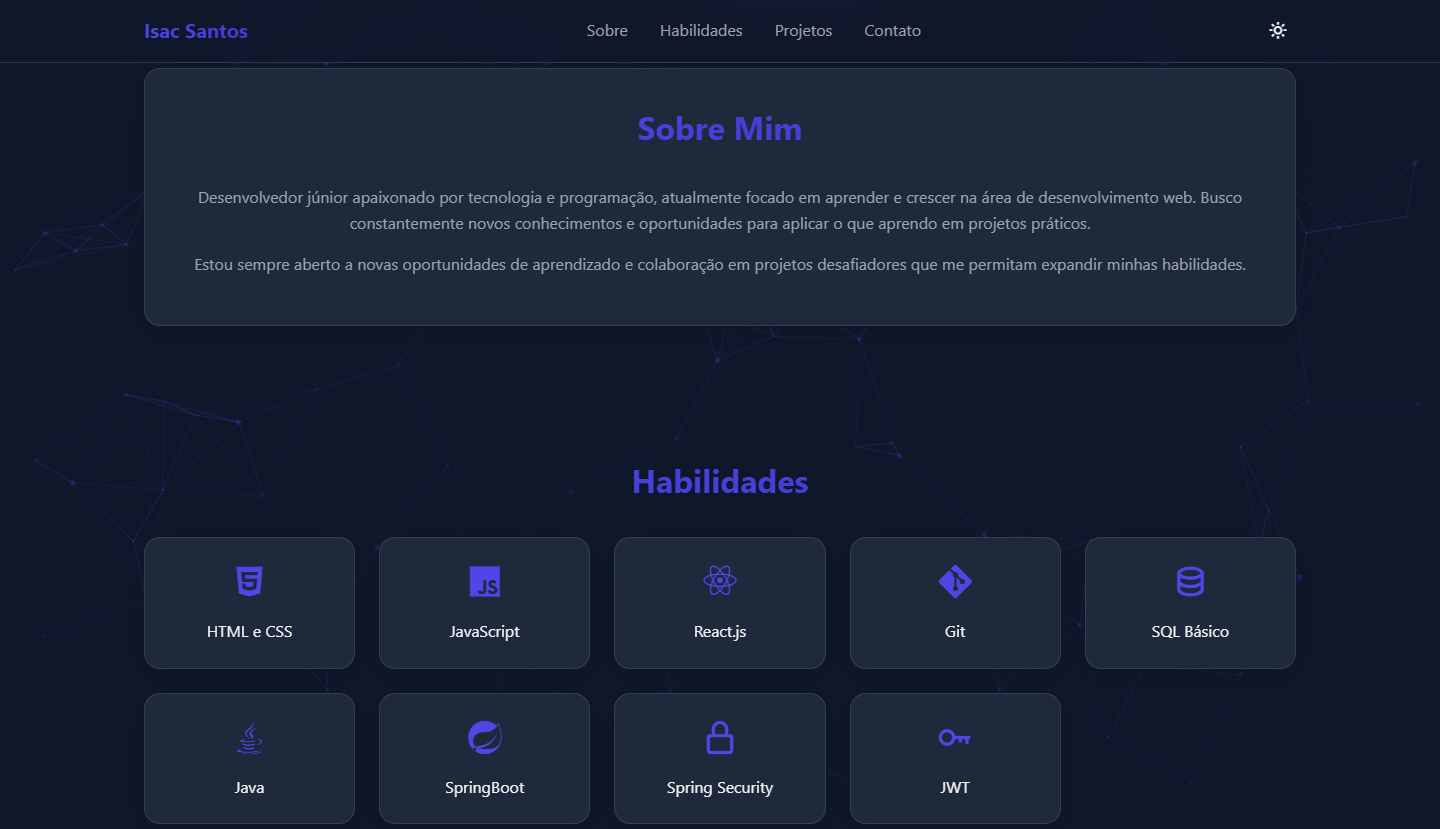 Isac Santos
Sobre Habilidades Projetos Contato
Sobre Mim
Desenvolvedor júnior apaixonado por tecnologia e programação, atualmente focado em aprender e crescer na área de desenvolvimento web. Busco
constantemente novos conhecimentos e oportunidades para aplicar o que aprendo em projetos práticos.
Estou sempre aberto a novas oportunidades de aprendizado e colaboração em projetos desafiadores que me permitam expandir minhas habilidades.
Habilidades
5
JS
HTML e CSS
JavaScript
React.js
Git
SQL Básico
Java
SpringBoot
Spring Security
JWT